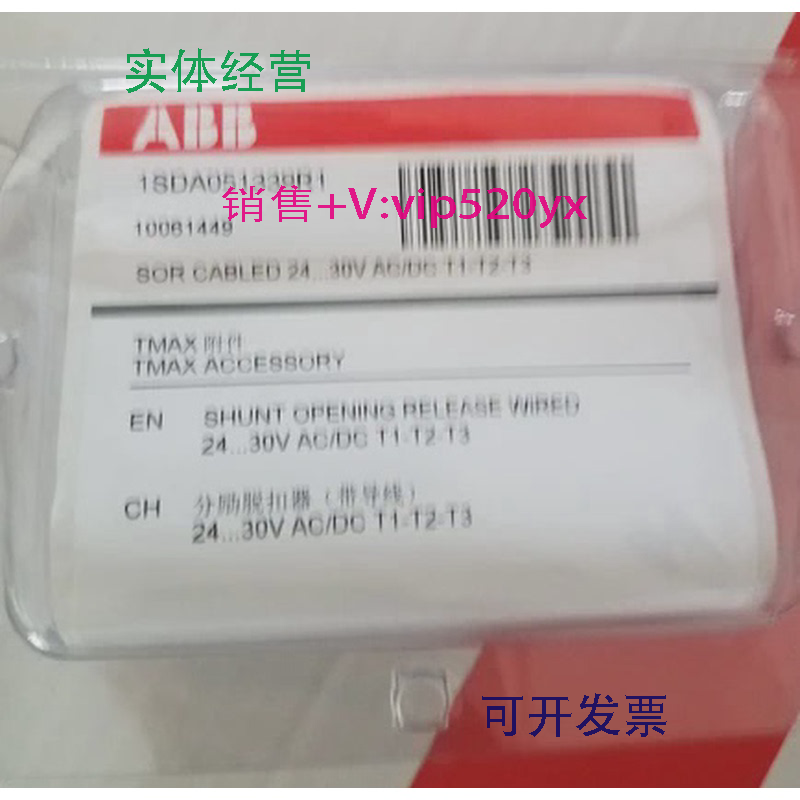 实体经营
ABB
1SDA051339R1
销售+V:vip520yx
10061449
SOR CABLED 24...30V AC/DC T1-T2-T3
TMAX 附件
TMAX ACCESSORY
EN SHUNT OPENING RELEASE WIRED
24...30V AC/DC T1-T2-T3
CH 分励脱扣器（带导线）
24...30V AC/DC T1-T2-T3
可开发票